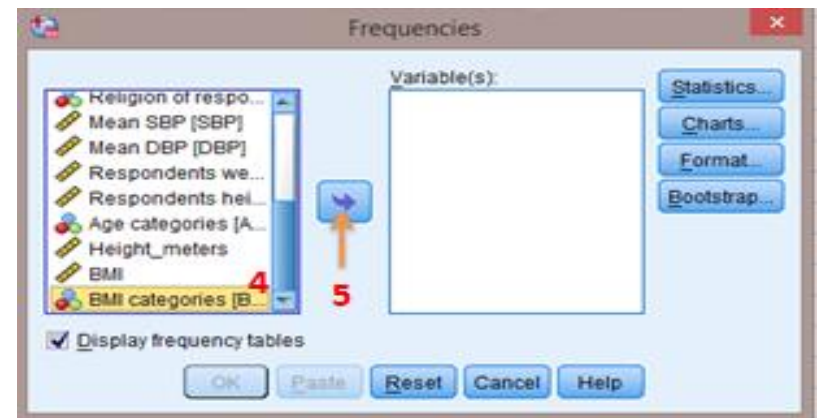 Frequencies
Variable(s):
Religion of respo...
Mean SBP [SBP]
Mean DBP [DBP]
Respondents we...
Respondents hei...
Age categories [A...
Height_meters
BMI
BMI categories [B...
4
5
Statistics...
Charts...
Format...
Bootstrap...
Display frequency tables
OK Paste Reset Cancel Help